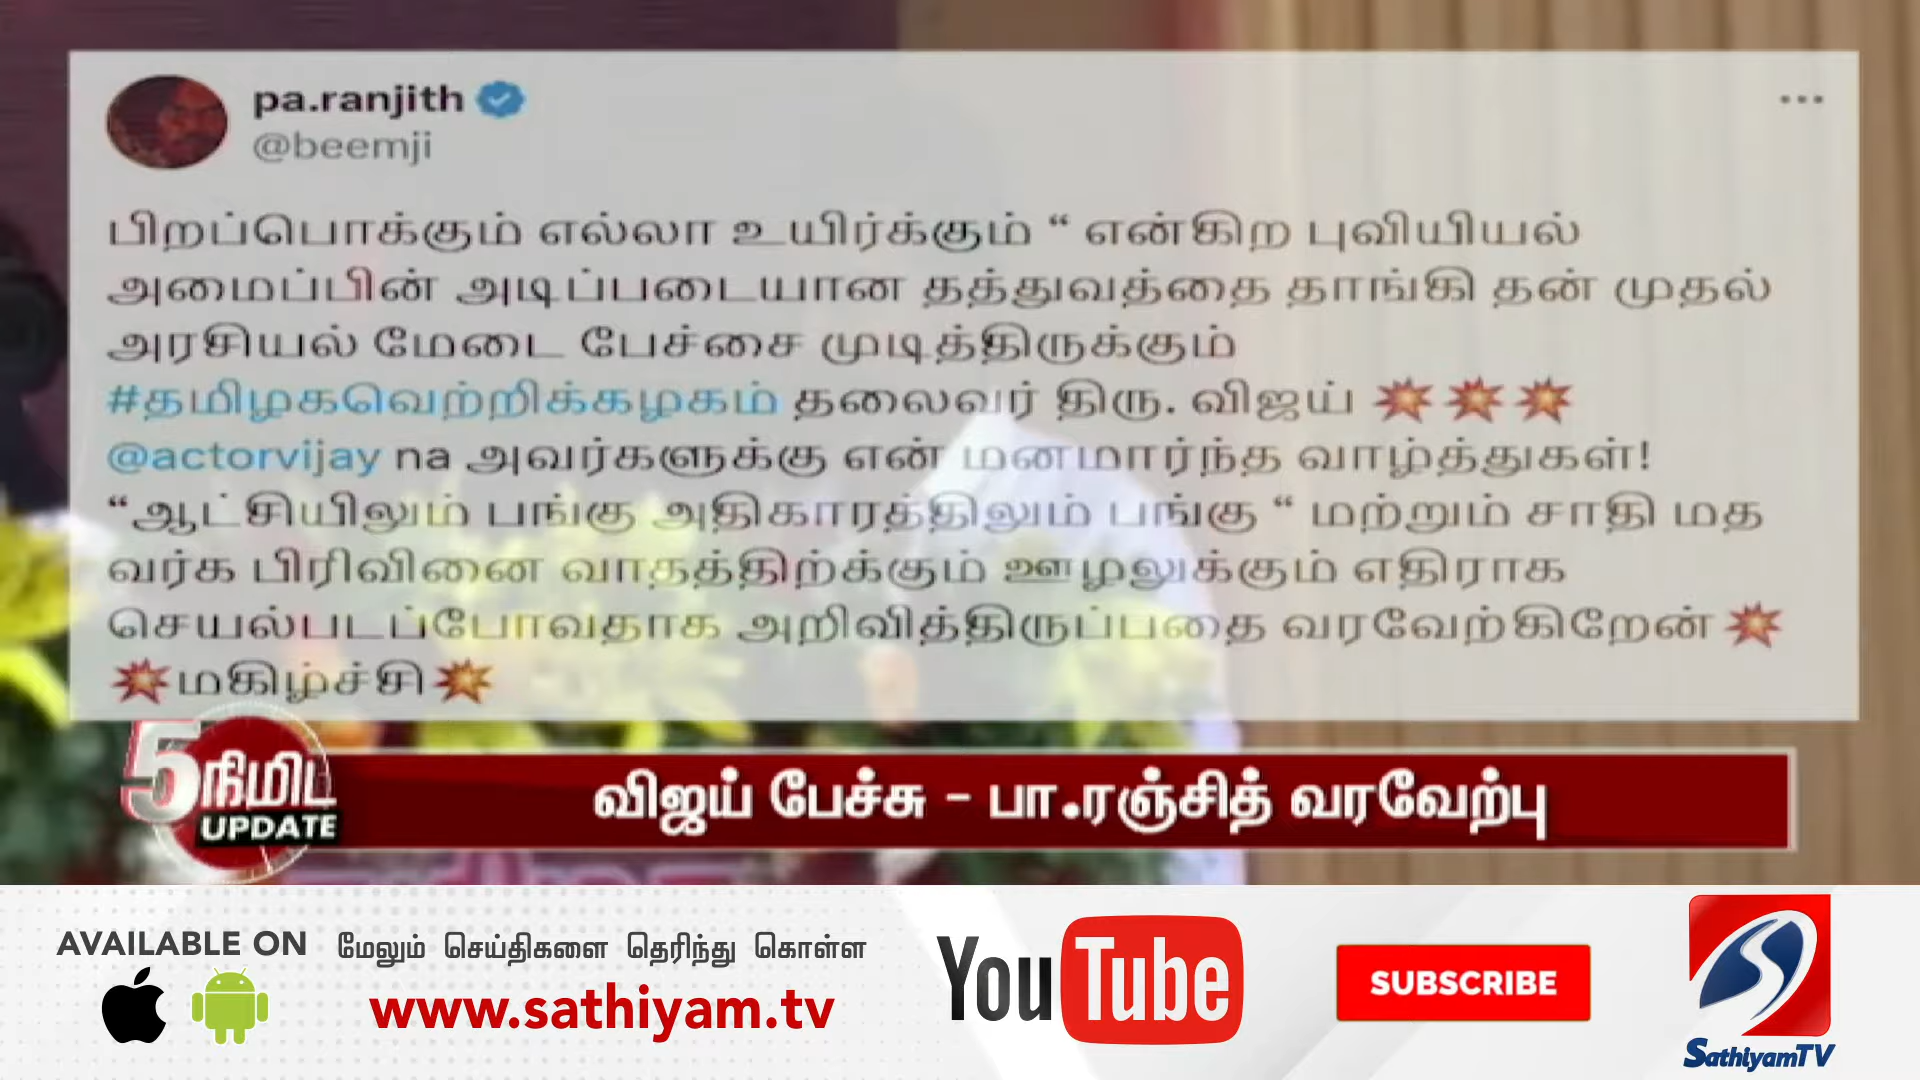 pa.ranjith
@beemji
பிறப்பொக்கும் எல்லா உயிர்க்கும் “ என்கிற புவியியல்
அமைப்பின் அடிப்படையான தத்துவத்தை தாங்கி தன் முதல்
அரசியல் மேடை பேச்சை முடித்திருக்கும்
#தமிழகவெற்றிக்கழகம் தலைவர் திரு. விஜய் 💥💥💥
@actorvijay na அவர்களுக்கு என் மனமார்ந்த வாழ்த்துகள்!
“ஆட்சியிலும் பங்கு அதிகாரத்திலும் பங்கு “ மற்றும் சாதி மத
வர்க பிரிவினை வாதத்திற்க்கும் ஊழலுக்கும் எதிராக
செயல்படப்போவதாக அறிவித்திருப்பதை வரவேற்கிறேன்💥
💥மகிழ்ச்சி💥
5 நிமிட
UPDATE
விஜய் பேச்சு - பா.ரஞ்சித் வரவேற்பு
AVAILABLE ON மேலும் செய்திகளை தெரிந்து கொள்ள
www.sathiyam.tv
YouTube
SUBSCRIBE
SathiyamTV